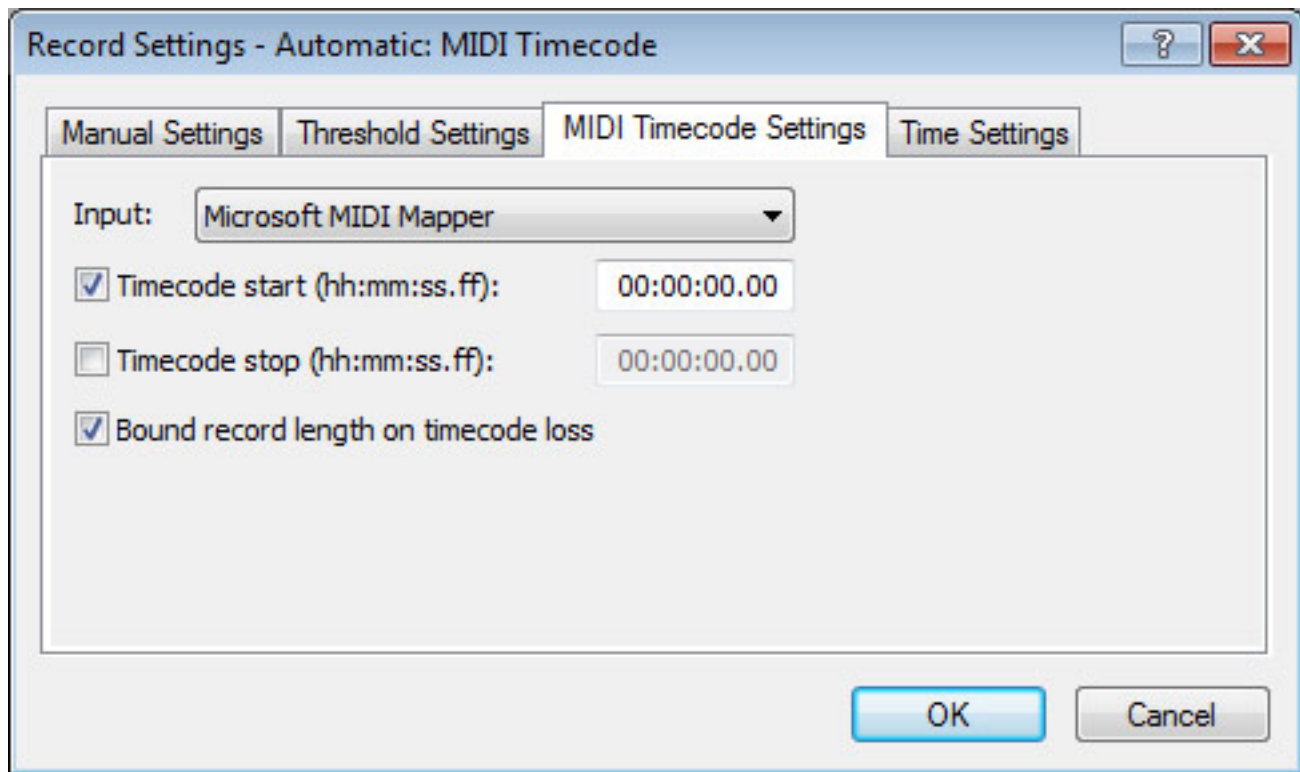 Record Settings - Automatic: MIDI Timecode
Manual Settings Threshold Settings MIDI Timecode Settings Time Settings
Input: Microsoft MIDI Mapper
Timecode start (hh:mm:ss.ff): 00:00:00.00
Timecode stop (hh:mm:ss.ff): 00:00:00.00
Bound record length on timecode loss
OK Cancel